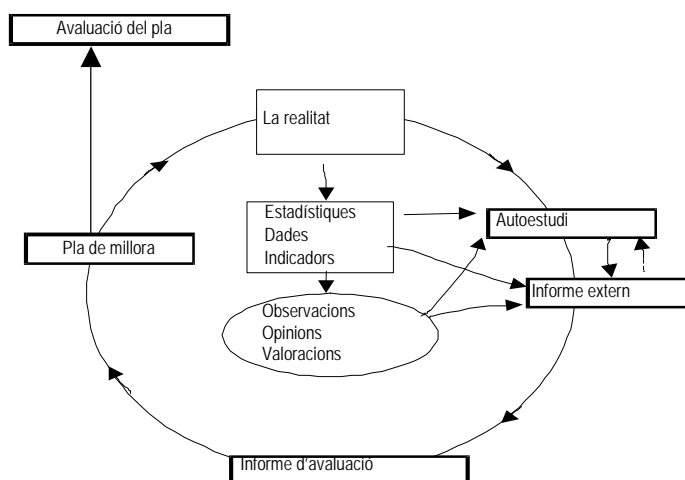 Avaluació del pla
La realitat
Estadístiques
Dades
Indicadors
Autoestudi
Pla de millora
Informe extern
Observacions
Opinions
Valoracions
Informe d'avaluació